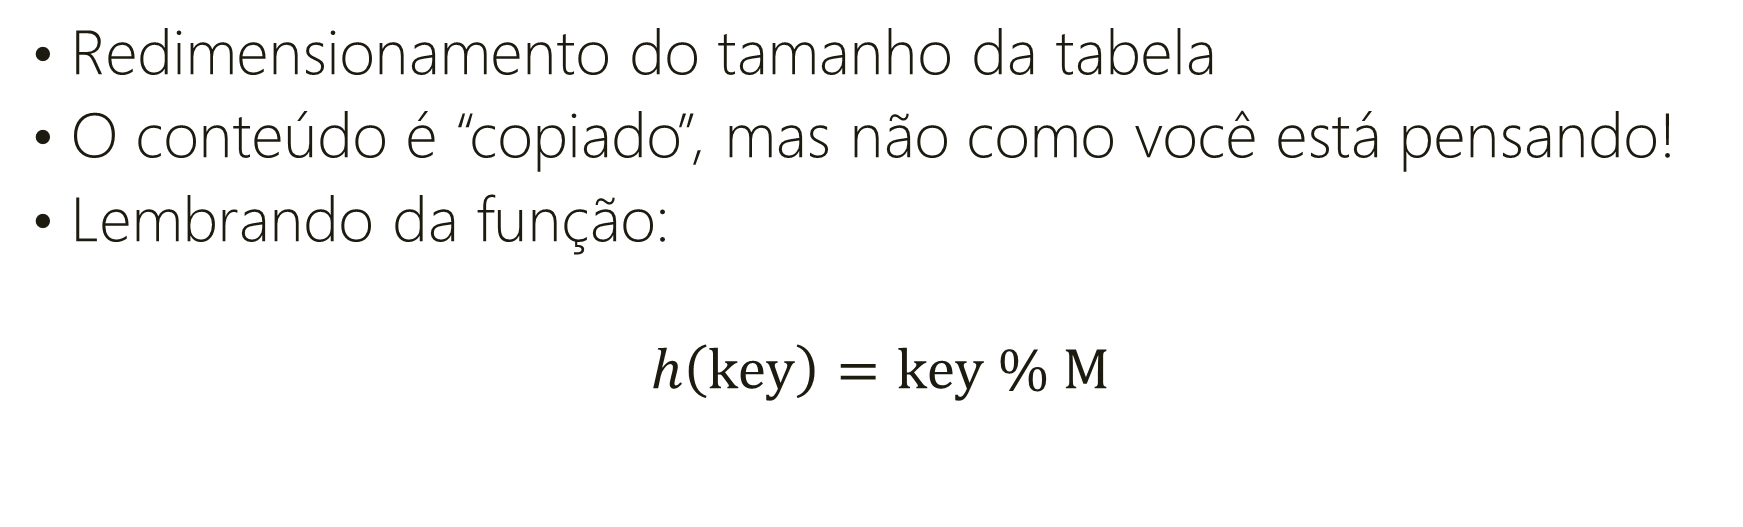 • Redimensionamento do tamanho da tabela
• O conteúdo é “copiado”, mas não como você está pensando!
• Lembrando da função:
h(key) = key % M